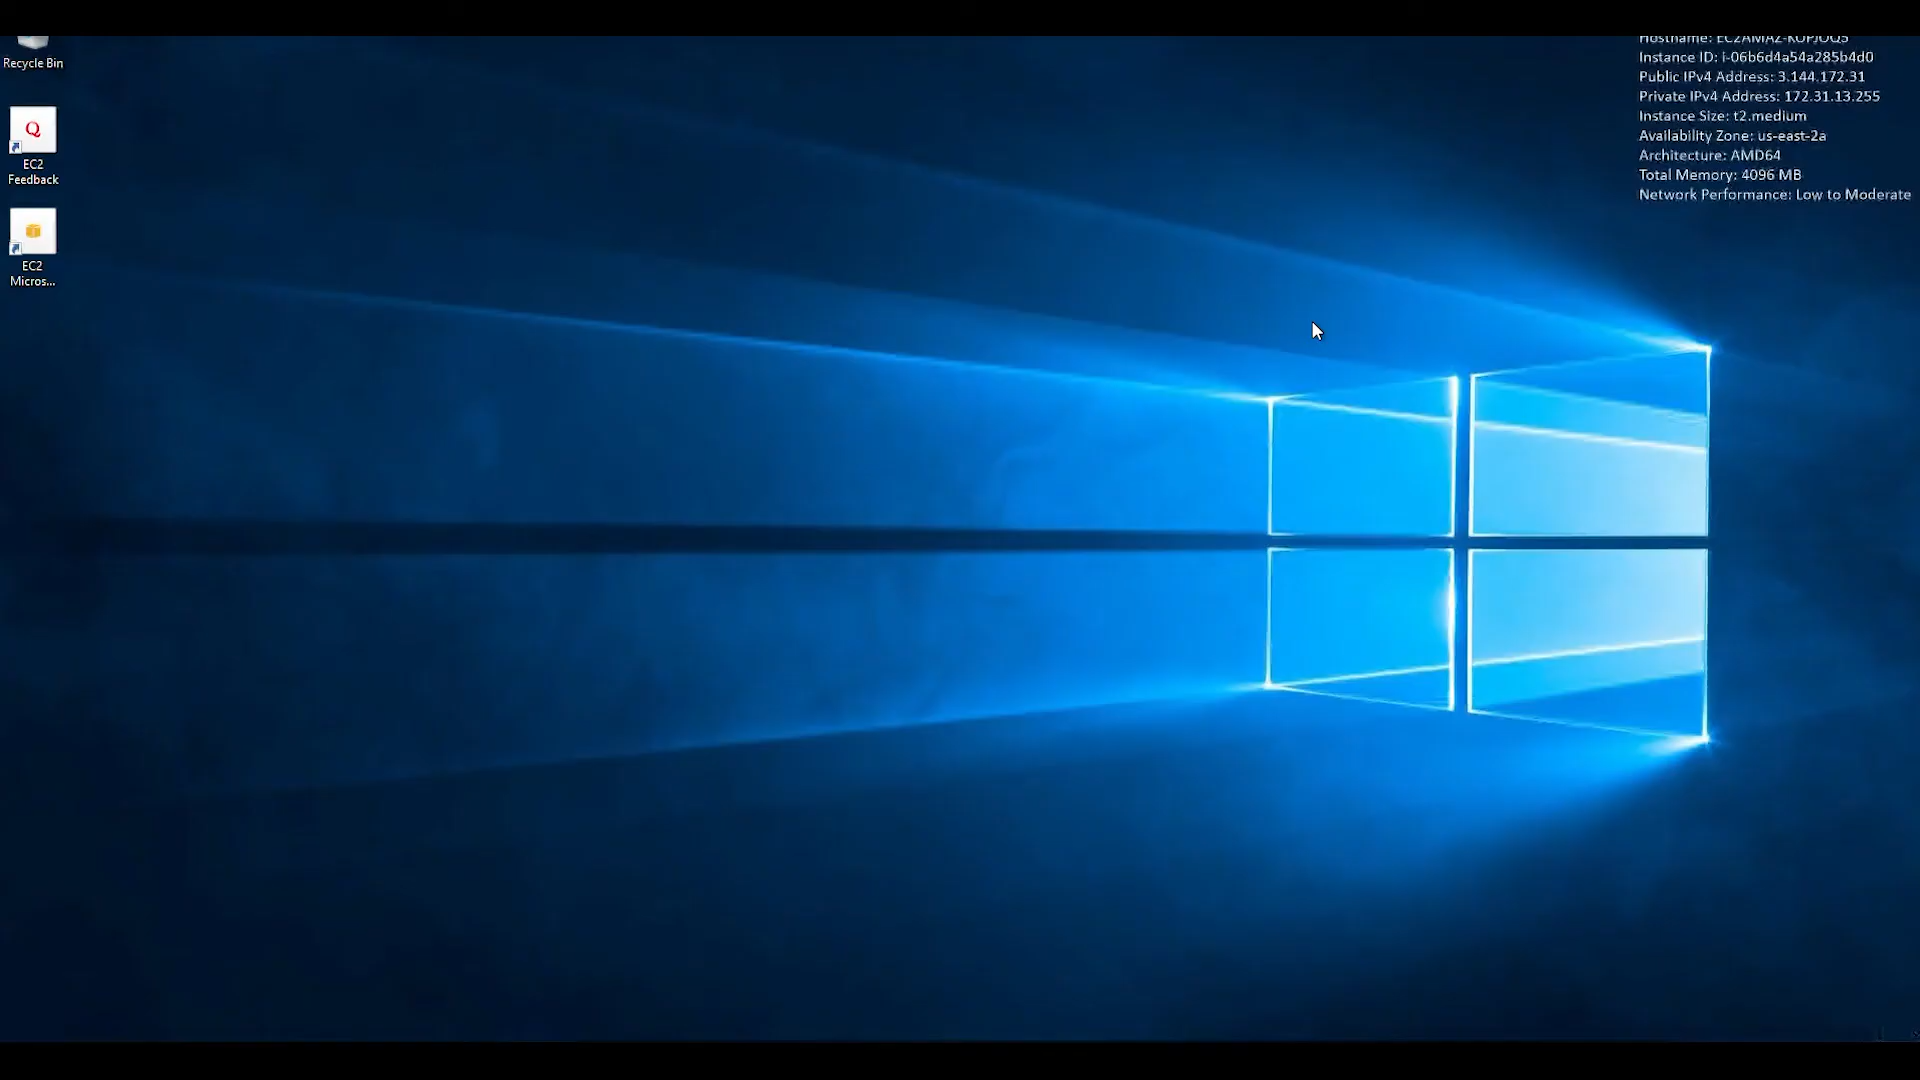 Recycle Bin
Q
EC2
Feedback
EC2
Micros...
Hostname: EC2AMAZ-KOPJOQ5
Instance ID: i-06b6d4a54a285b4d0
Public IPv4 Address: 3.144.172.31
Private IPv4 Address: 172.31.13.255
Instance Size: t2.medium
Availability Zone: us-east-2a
Architecture: AMD64
Total Memory: 4096 MB
Network Performance: Low to Moderate